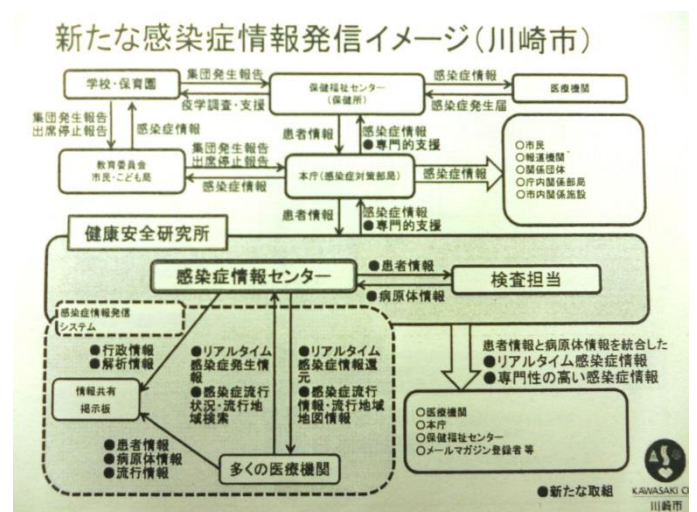 新たな感染症情報発信イメージ（川崎市）
学校・保育園
集団発生報告
疫学調査・支援
保健福祉センター
（保健所）
感染症情報
感染症発生届
医療機関
集団発生報告
出席停止報告
感染症情報
患者情報
感染症情報
●専門的支援
教育委員会
市民・こども局
集団発生報告
出席停止報告
感染症情報
本庁（感染症対策部局）
感染症情報
○市民
○報道機関
○関係団体
○庁内関係部局
○市内関係施設
患者情報
感染症情報
●専門的支援
健康安全研究所
感染症情報センター
●患者情報
●病原体情報
検査担当
感染症情報発信
システム
●行政情報
●解析情報
●リアルタイム
感染症発生情
報
●感染症流行
状況・流行地
域検索
●リアルタイム
感染症情報還
元
●感染症流行
情報・流行地域
地図情報
患者情報と病原体情報を統合した
●リアルタイム感染症情報
●専門性の高い感染症情報
情報共有
掲示板
●患者情報
●病原体情報
●流行情報
多くの医療機関
○医療機関
○本庁
○保健福祉センター
○メールマガジン登録者 等
●新たな取組
KAWASAKI C
川崎市